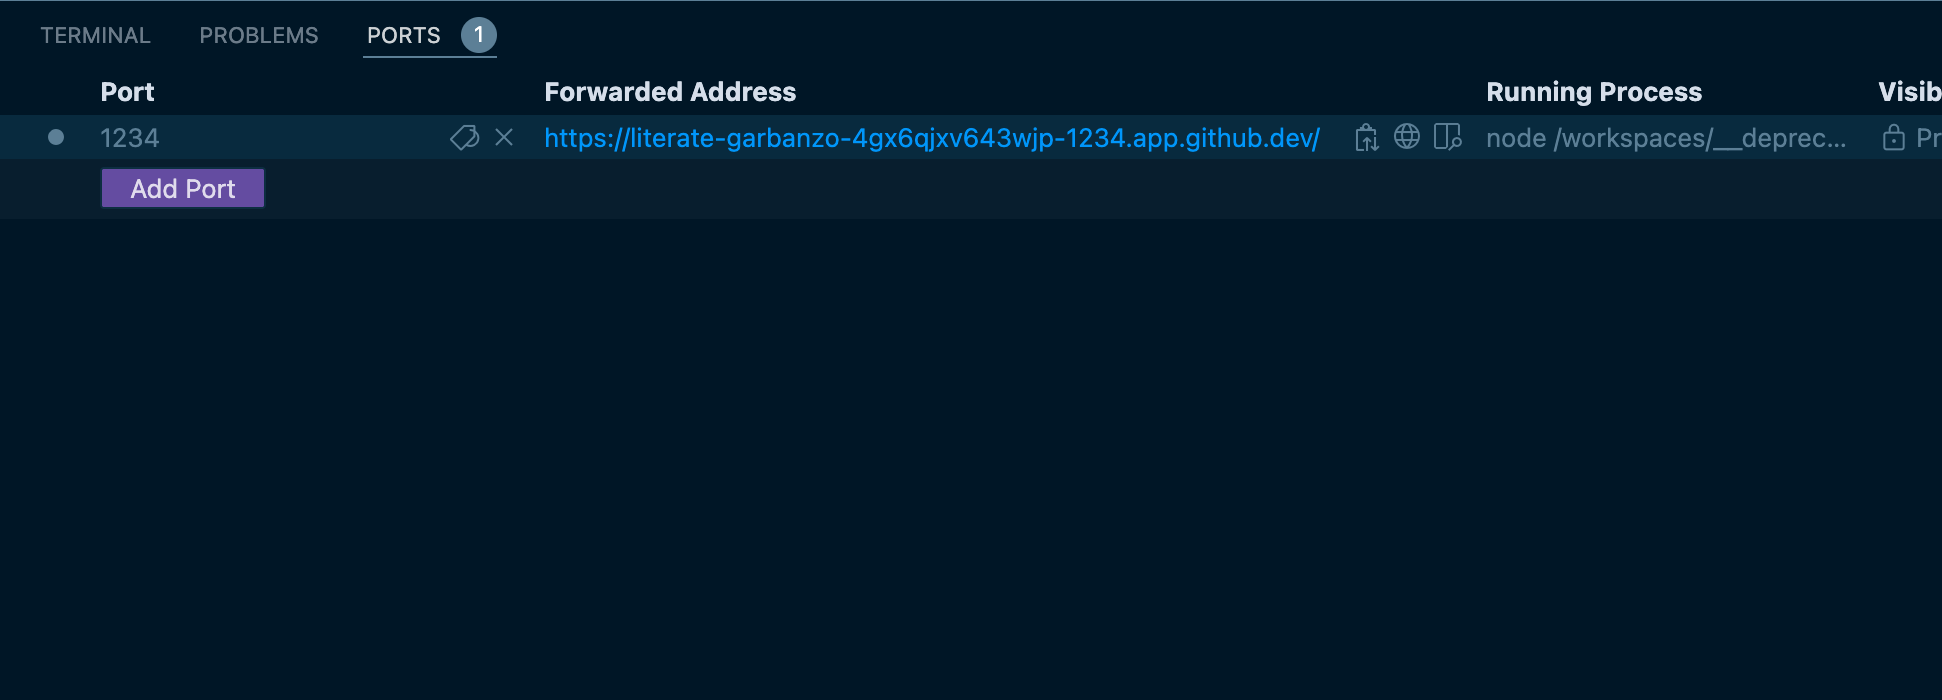 TERMINAL PROBLEMS PORTS 1
Port Forwarded Address Running Process Visib
1234 https://literate-garbanzo-4gx6qjxv643wjp-1234.app.github.dev/ node /workspaces/__deprec... Pr
Add Port